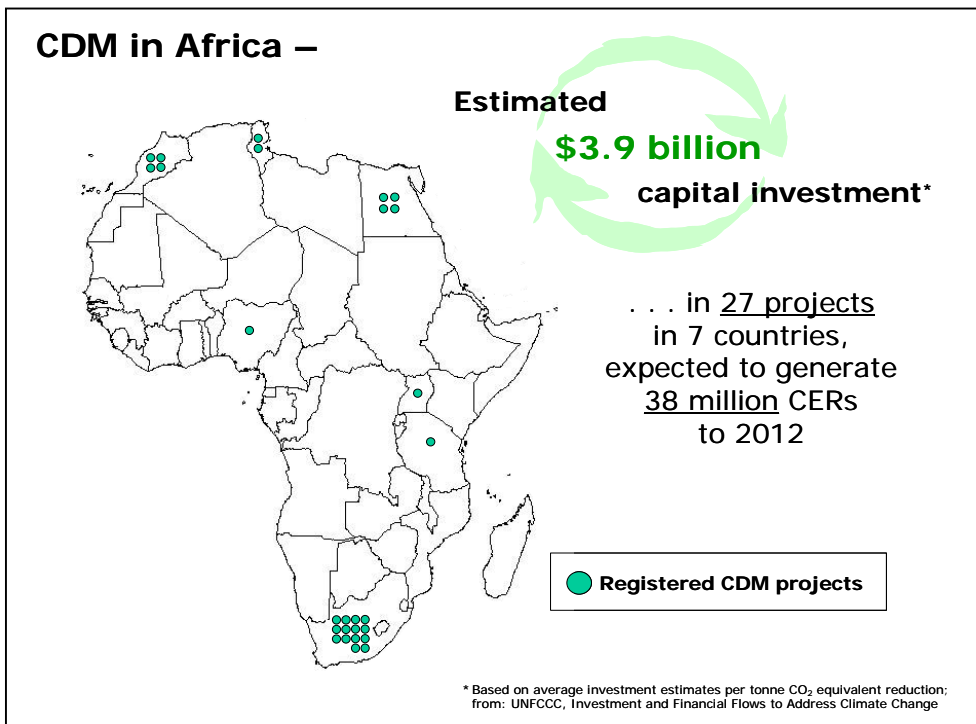 CDM in Africa –
Estimated
$3.9 billion
capital investment*
. . . in 27 projects
in 7 countries,
expected to generate
38 million CERs
to 2012
Registered CDM projects
* Based on average investment estimates per tonne CO₂ equivalent reduction;
from: UNFCCC, Investment and Financial Flows to Address Climate Change